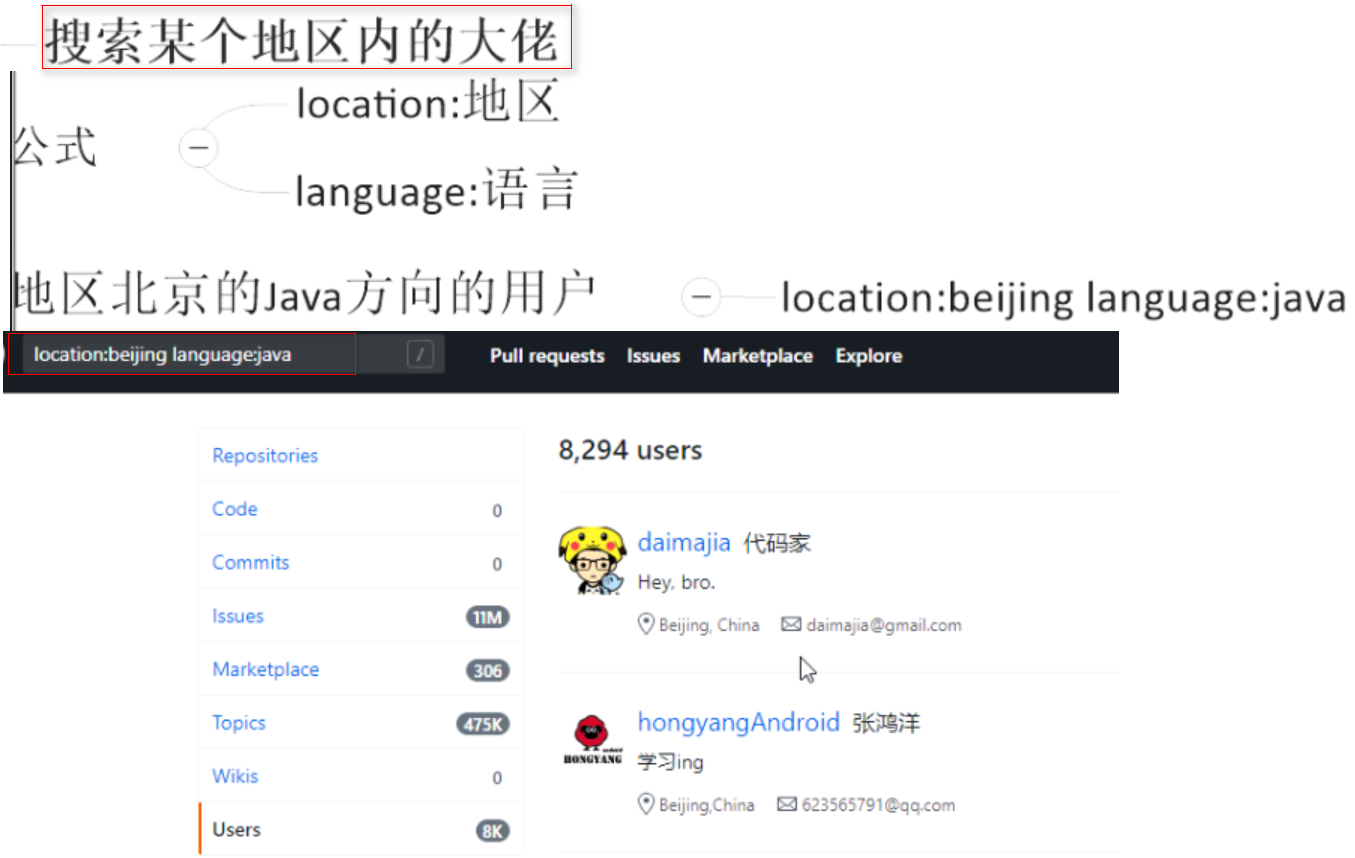 搜索某个地区内的大佬
location:地区
公式
language:语言
地区北京的Java方向的用户
location:beijing language:java
location:beijing language:java / Pull requests Issues Marketplace Explore
Repositories
Code 0
Commits 0
Issues 11M
Marketplace 306
Topics 475K
Wikis 0
Users 8K
8,294 users
daimajia 代码家
Hey, bro.
Beijing, China daimajia@gmail.com
hongyangAndroid 张鸿洋
HONGYANG
学习ing
Beijing,China 623565791@qq.com